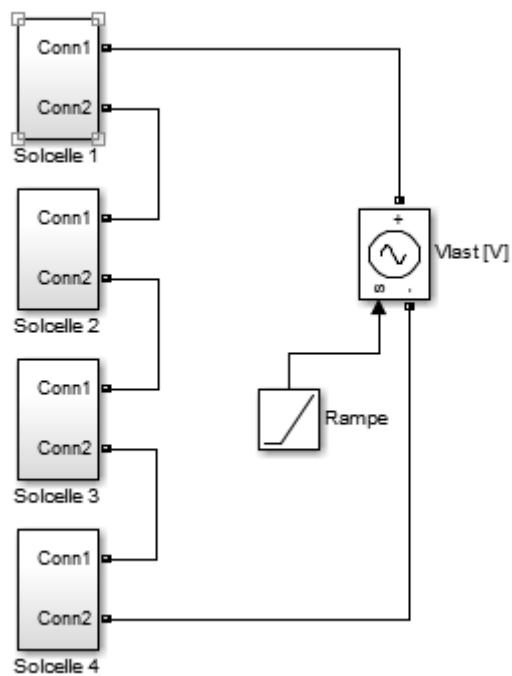 Conn1
Conn2
Solcelle 1
Conn1
Conn2
Solcelle 2
Conn1
Conn2
Solcelle 3
Conn1
Conn2
Solcelle 4
+
Vlast [V]
S
-
Rampe